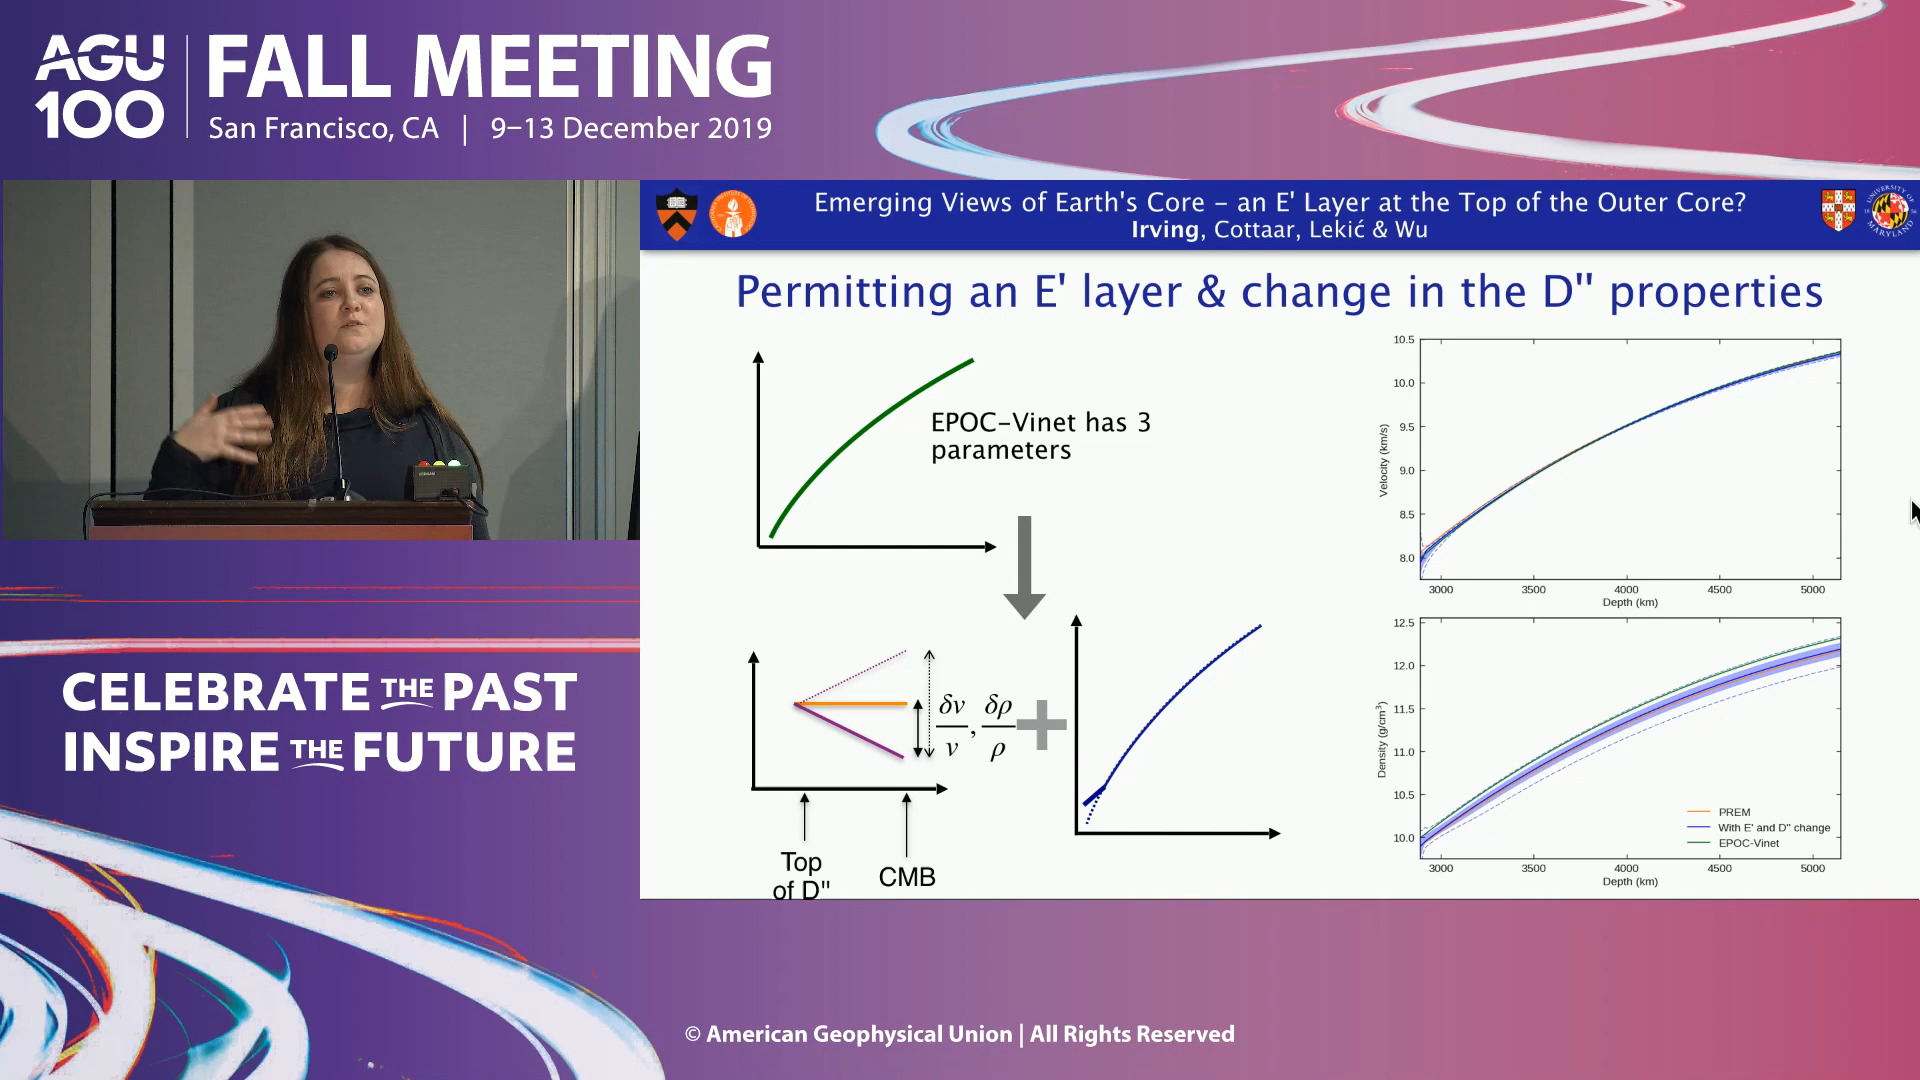 AGU
100
FALL MEETING
San Francisco, CA | 9–13 December 2019
Emerging Views of Earth's Core – an E' Layer at the Top of the Outer Core?
Irving, Cottaar, Lekić & Wu
Permitting an E' layer & change in the D'' properties
EPOC–Vinet has 3
parameters
δv/v, δρ/ρ
Top
of D''
CMB
10.5
10.0
9.5
9.0
8.5
8.0
Velocity (km/s)
3000 3500 4000 4500 5000
Depth (km)
12.5
12.0
11.5
11.0
10.5
10.0
Density (g/cm³)
PREM
With E' and D'' change
EPOC-Vinet
3000 3500 4000 4500 5000
Depth (km)
CELEBRATE THE PAST
INSPIRE THE FUTURE
© American Geophysical Union | All Rights Reserved